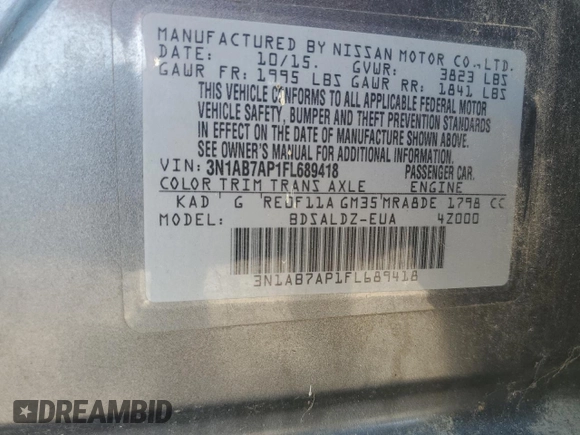 MANUFACTURED BY NISSAN MOTOR CO.,LTD.
DATE: 10/15. GVWR: 3823 LBS
GAWR FR: 1995 LBS GAWR RR: 1841 LBS
THIS VEHICLE CONFORMS TO ALL APPLICABLE FEDERAL MOTOR
VEHICLE SAFETY, BUMPER AND THEFT PREVENTION STANDARDS
IN EFFECT ON THE DATE OF MANUFACTURE SHOWN ABOVE.
SEE OWNER'S MANUAL FOR ADDITIONAL INFORMATION.
VIN: 3N1AB7AP1FL689418 PASSENGER CAR.
COLOR TRIM TRANS AXLE ENGINE
KAD G RE0F11A GM35 MRA8DE 1798 CC
MODEL: BDSALDZ-EUA 4Z000
3N1AB7AP1FL689418
DREAMBID